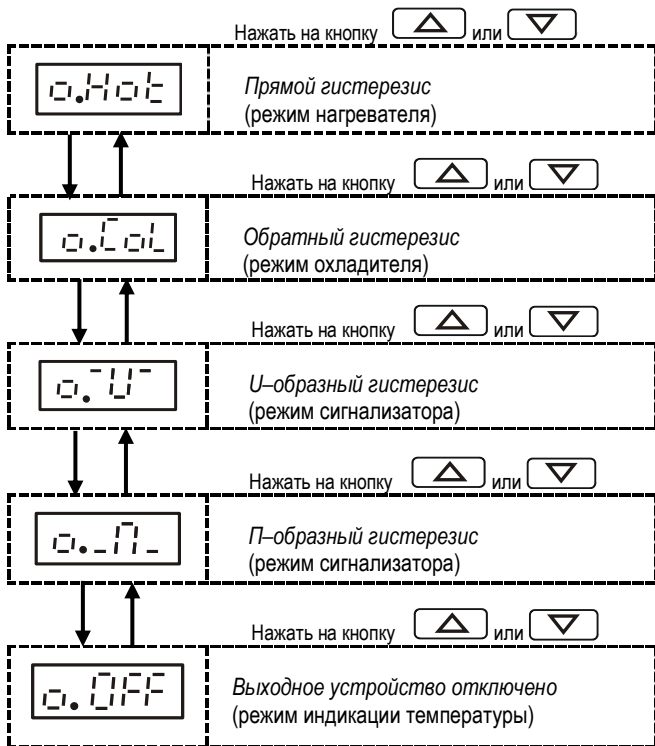 Нажать на кнопку или
o.Hot
Прямой гистерезис
(режим нагревателя)
Нажать на кнопку или
o.CoL
Обратный гистерезис
(режим охладителя)
Нажать на кнопку или
o.¯U¯
U–образный гистерезис
(режим сигнализатора)
Нажать на кнопку или
o._П_
П–образный гистерезис
(режим сигнализатора)
Нажать на кнопку или
o.OFF
Выходное устройство отключено
(режим индикации температуры)